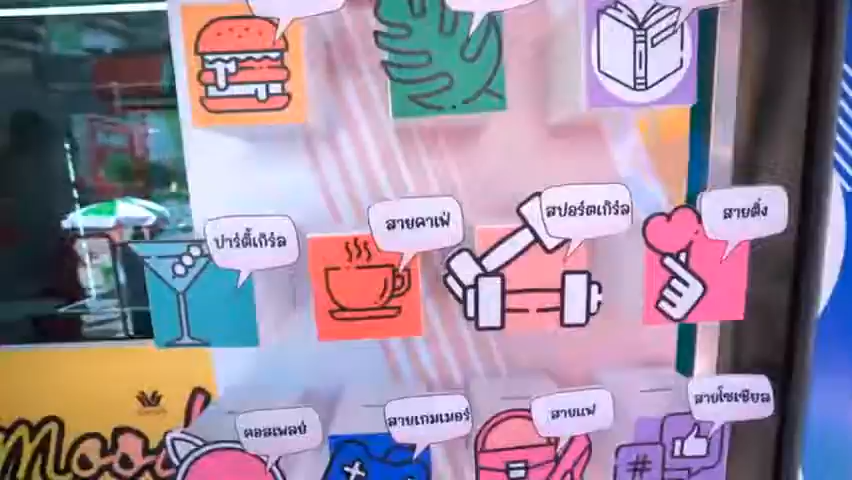 ปาร์ตี้เกิร์ล
สายคาเฟ่
สปอร์ตเกิร์ล
สายติ่ง
คอสเพลย์
สายเกมเมอร์
สายแฟ
สายโซเชียล
Mood
#